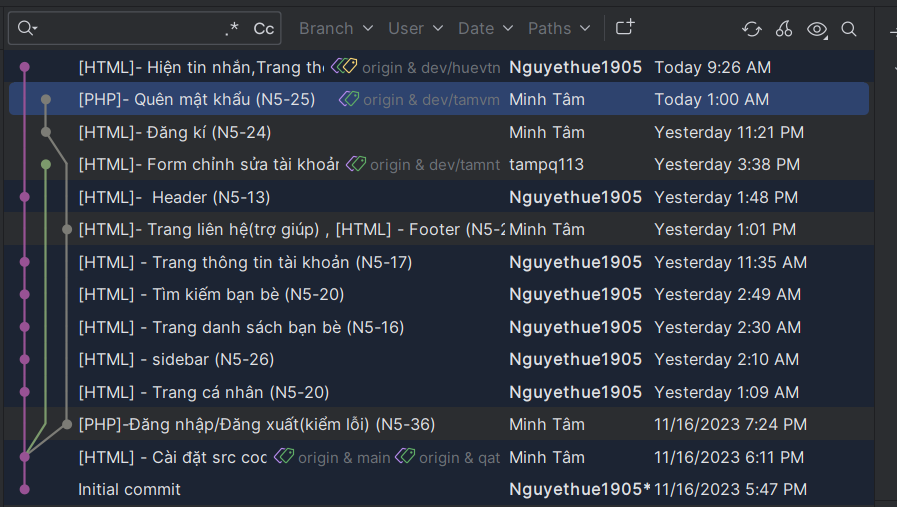 .* Cc Branch User Date Paths
[HTML]- Hiện tin nhắn,Trang the origin & dev/huevtn Nguyethue1905 Today 9:26 AM
[PHP]- Quên mật khẩu (N5-25) origin & dev/tamvm Minh Tâm Today 1:00 AM
[HTML]- Đăng kí (N5-24) Minh Tâm Yesterday 11:21 PM
[HTML]- Form chỉnh sửa tài khoản origin & dev/tamnt tampq113 Yesterday 3:38 PM
[HTML]- Header (N5-13) Nguyethue1905 Yesterday 1:48 PM
[HTML]- Trang liên hệ(trợ giúp) , [HTML] - Footer (N5-2 Minh Tâm Yesterday 1:01 PM
[HTML] - Trang thông tin tài khoản (N5-17) Nguyethue1905 Yesterday 11:35 AM
[HTML] - Tìm kiếm bạn bè (N5-20) Nguyethue1905 Yesterday 2:49 AM
[HTML] - Trang danh sách bạn bè (N5-16) Nguyethue1905 Yesterday 2:30 AM
[HTML] - sidebar (N5-26) Nguyethue1905 Yesterday 2:10 AM
[HTML] - Trang cá nhân (N5-20) Nguyethue1905 Yesterday 1:09 AM
[PHP]-Đăng nhập/Đăng xuất(kiểm lỗi) (N5-36) Minh Tâm 11/16/2023 7:24 PM
[HTML] - Cài đặt src coc origin & main origin & qat Minh Tâm 11/16/2023 6:11 PM
Initial commit Nguyethue1905* 11/16/2023 5:47 PM